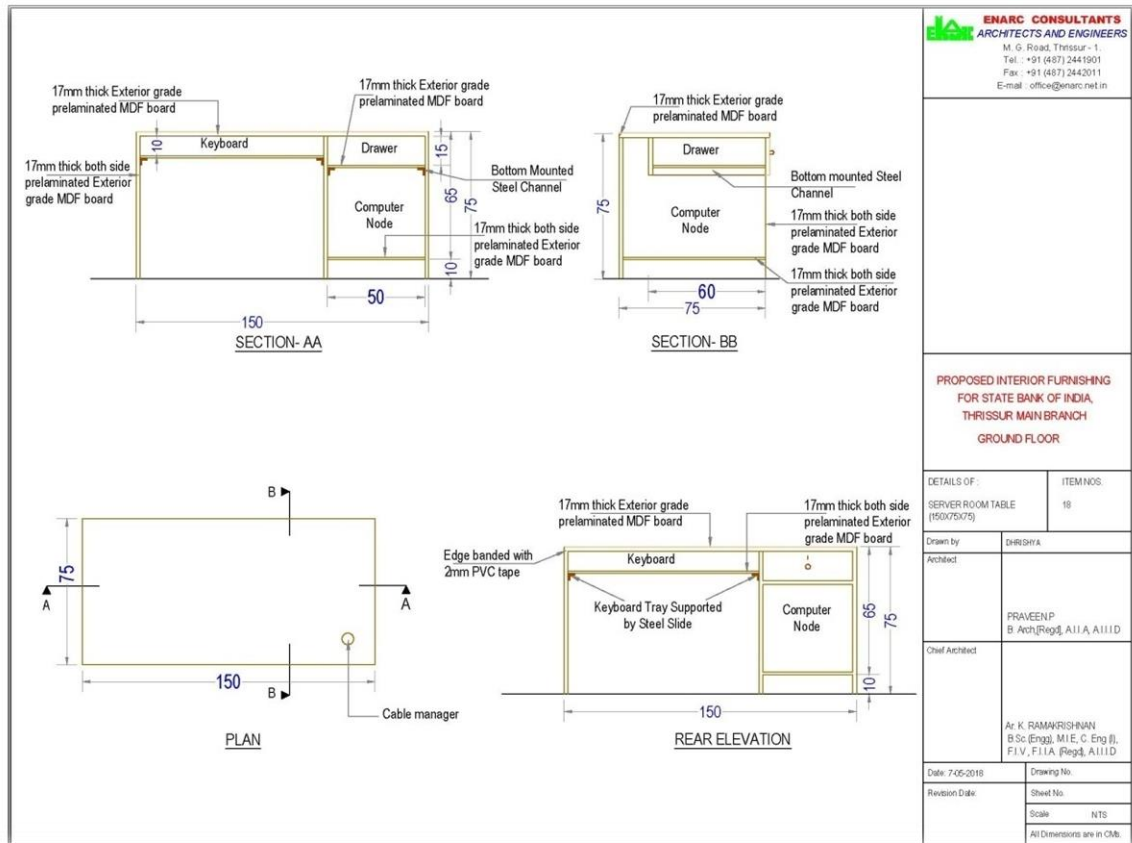 ENARC
ENARC CONSULTANTS
ARCHITECTS AND ENGINEERS
M. G. Road, Thrissur - 1.
Tel. : +91 (487) 2441901
Fax : +91 (487) 2442011
E-mail : office@enarc.net.in
17mm thick Exterior grade
prelaminated MDF board
17mm thick Exterior grade
prelaminated MDF board
10
Keyboard
Drawer
15
17mm thick both side
prelaminated Exterior
grade MDF board
Bottom Mounted
Steel Channel
65
75
Computer
Node
17mm thick both side
prelaminated Exterior
grade MDF board
10
50
150
SECTION- AA
17mm thick Exterior grade
prelaminated MDF board
Drawer
Bottom mounted Steel
Channel
75
Computer
Node
17mm thick both side
prelaminated Exterior
grade MDF board
17mm thick both side
prelaminated Exterior
grade MDF board
60
75
SECTION- BB
B
75
A
A
150
B
Cable manager
PLAN
17mm thick Exterior grade
prelaminated MDF board
17mm thick both side
prelaminated Exterior
grade MDF board
Edge banded with
2mm PVC tape
Keyboard
Keyboard Tray Supported
by Steel Slide
Computer
Node
65
75
10
150
REAR ELEVATION
PROPOSED INTERIOR FURNISHING
FOR STATE BANK OF INDIA,
THRISSUR MAIN BRANCH
GROUND FLOOR
DETAILS OF :
ITEM NOS.
SERVER ROOM TABLE
(150X75X75)
18
Drawn by
DHRISHYA
Architect
PRAVEEN.P
B. Arch,[Regd], A.I.I.A, A.I.I.I.D
Chief Architect
Ar. K. RAMAKRISHNAN
B.Sc.(Engg), M.I.E, C. Eng (I),
F.I.V , F.I.I.A. (Regd), A.I.I.I.D
Date: 7-05-2018
Drawing No.
Revision Date:
Sheet No.
Scale NTS
All Dimensions are in CMs.